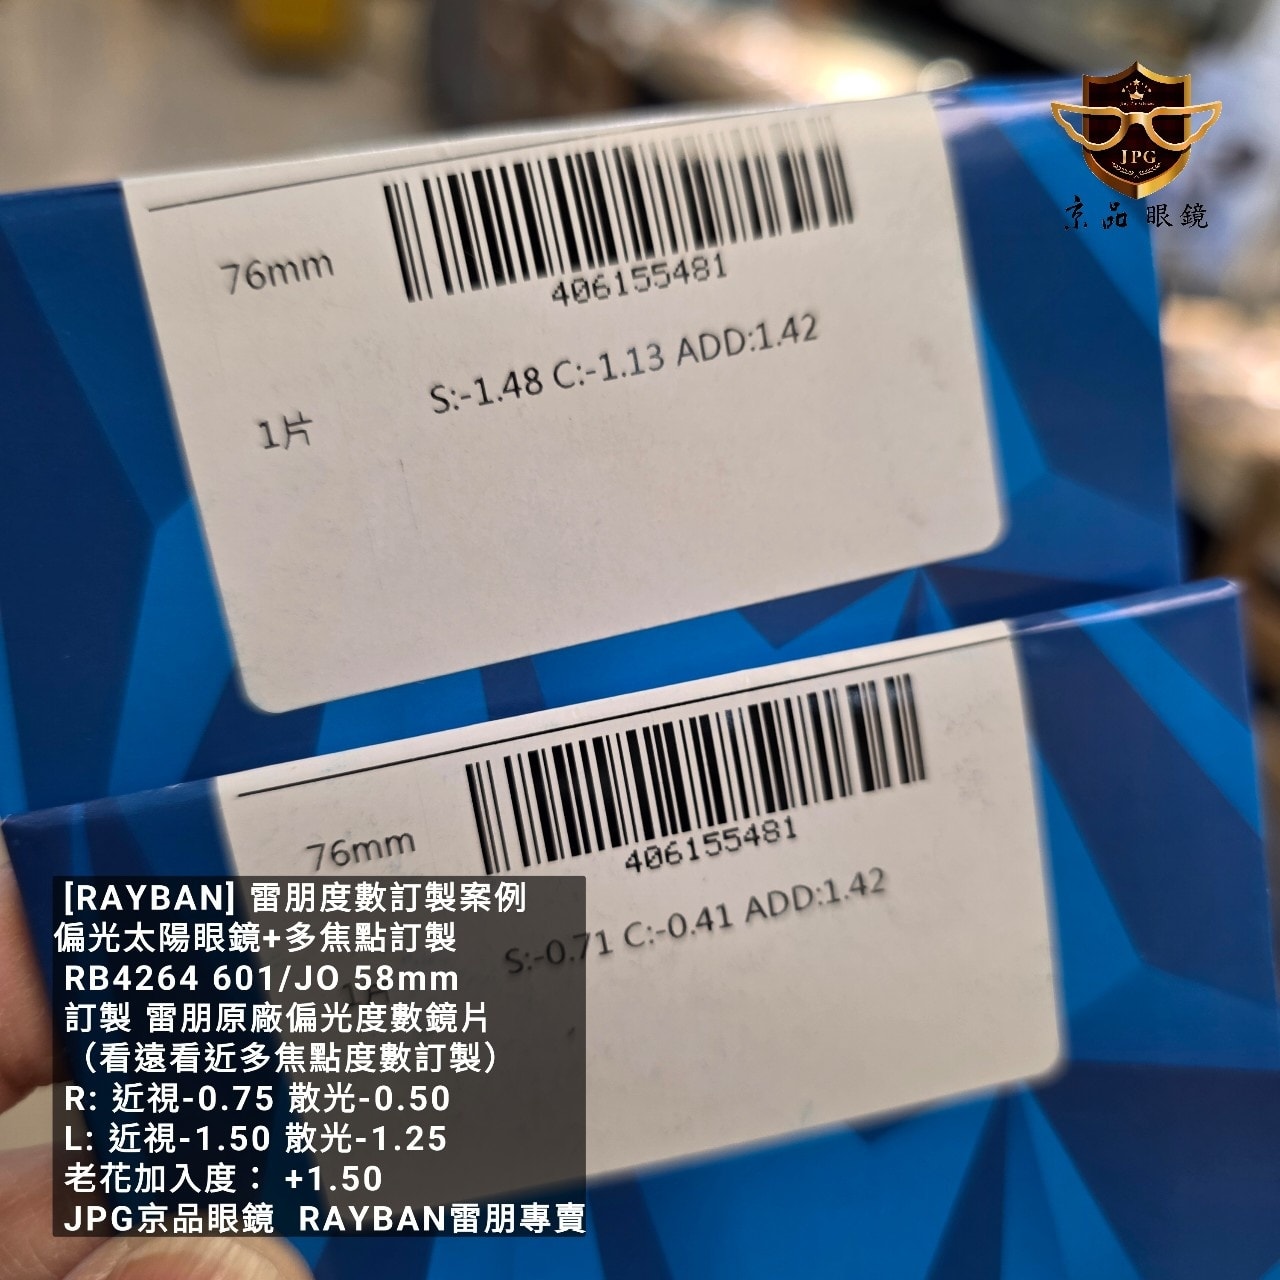 JPG
京品 眼鏡
76mm
406155481
S:-1.48 C:-1.13 ADD:1.42
1片
76mm
406155481
S:-0.71 C:-0.41 ADD:1.42
1片
[RAYBAN] 雷朋度數訂製案例
偏光太陽眼鏡+多焦點訂製
RB4264 601/JO 58mm
訂製 雷朋原廠偏光度數鏡片
（看遠看近多焦點度數訂製）
R: 近視-0.75 散光-0.50
L: 近視-1.50 散光-1.25
老花加入度： +1.50
JPG京品眼鏡 RAYBAN雷朋專賣